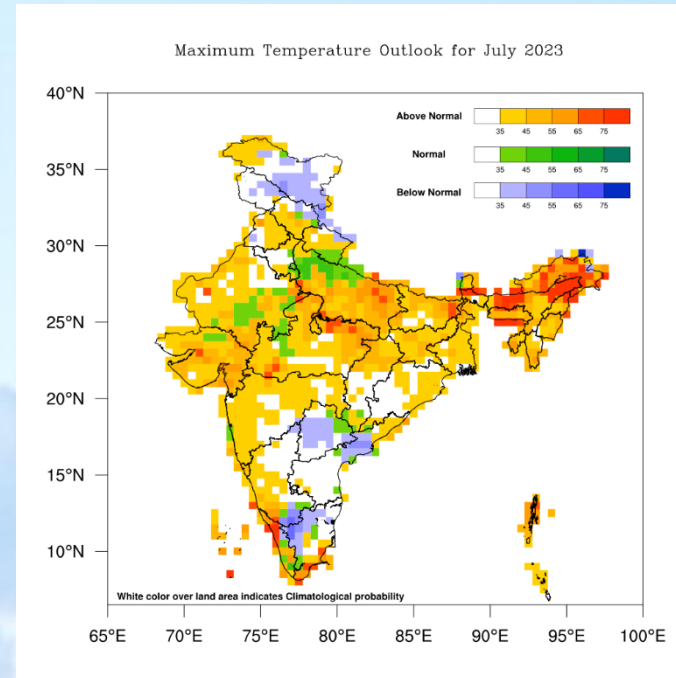 Maximum Temperature Outlook for July 2023
40°N
35°N
30°N
25°N
20°N
15°N
10°N
Above Normal
35 45 55 65 75
Normal
35 45 55 65 75
Below Normal
35 45 55 65 75
White color over land area indicates Climatological probability
65°E 70°E 75°E 80°E 85°E 90°E 95°E 100°E